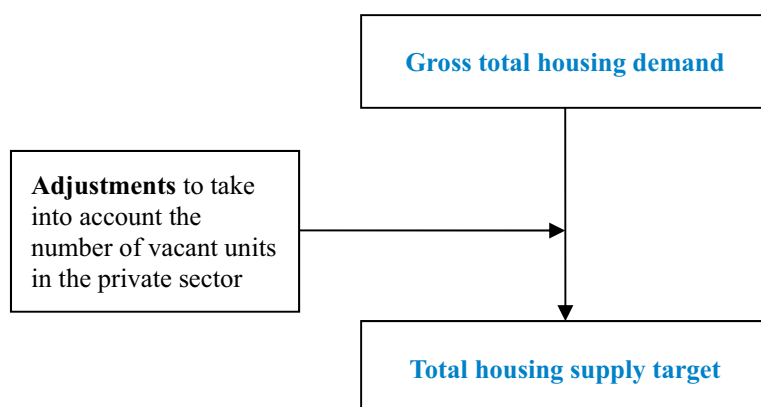 Gross total housing demand
Adjustments to take
into account the
number of vacant units
in the private sector
Total housing supply target